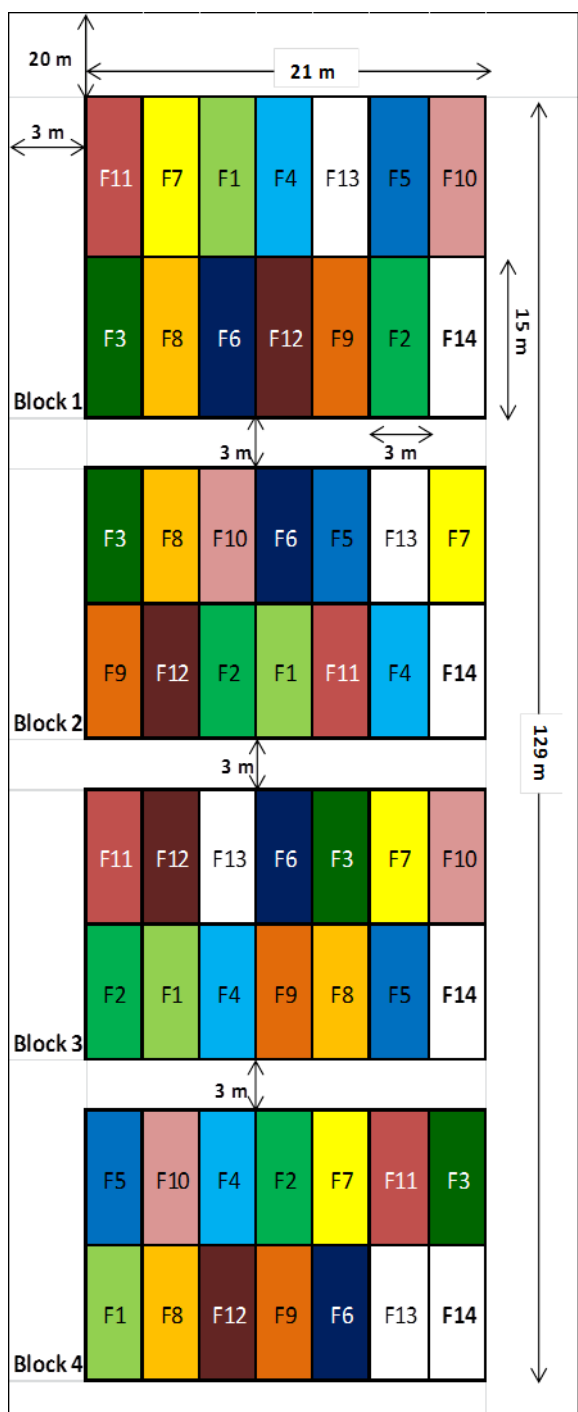 20 m
21 m
3 m
F11 F7 F1 F4 F13 F5 F10
F3 F8 F6 F12 F9 F2 F14
15 m
Block 1
3 m
3 m
F3 F8 F10 F6 F5 F13 F7
F9 F12 F2 F1 F11 F4 F14
Block 2
129 m
3 m
F11 F12 F13 F6 F3 F7 F10
F2 F1 F4 F9 F8 F5 F14
Block 3
3 m
F5 F10 F4 F2 F7 F11 F3
F1 F8 F12 F9 F6 F13 F14
Block 4